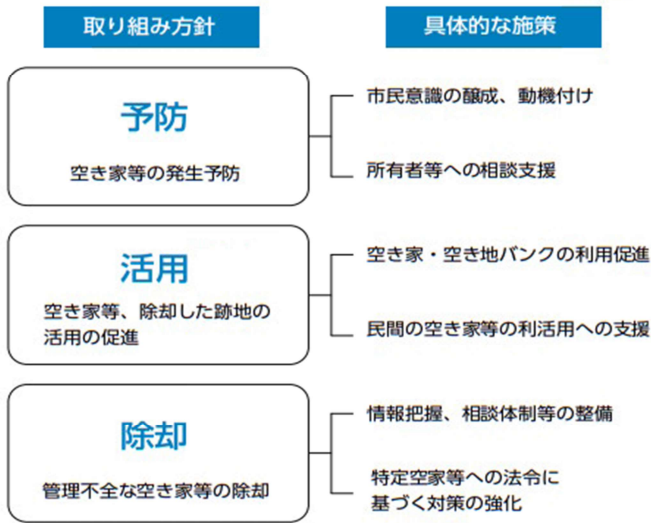 取り組み方針
具体的な施策
予防
空き家等の発生予防
市民意識の醸成、動機付け
所有者等への相談支援
活用
空き家等、除却した跡地の
活用の促進
空き家・空き地バンクの利用促進
民間の空き家等の利活用への支援
除却
管理不全な空き家等の除却
情報把握、相談体制等の整備
特定空家等への法令に
基づく対策の強化